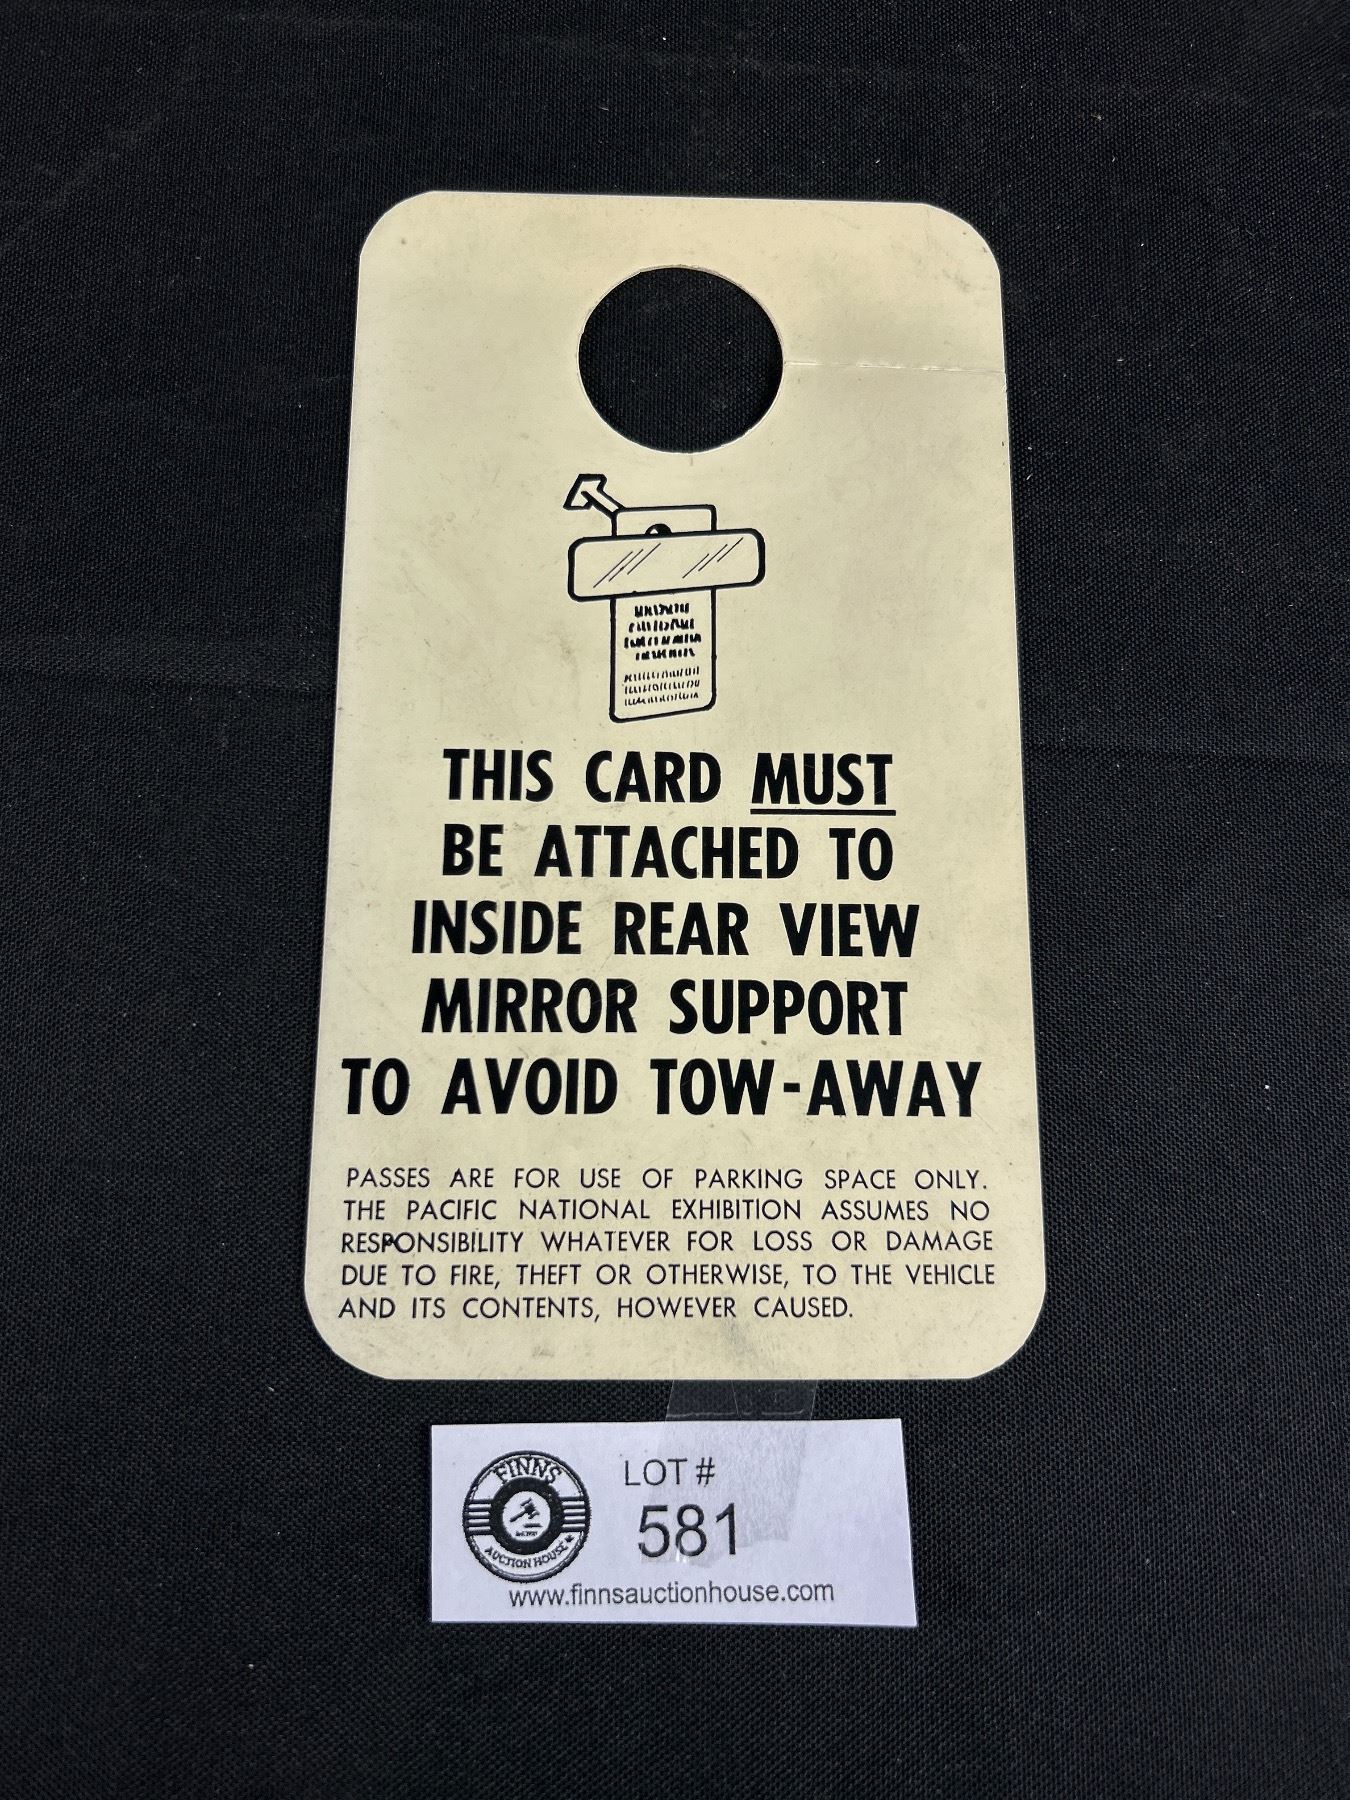 THIS CARD MUST
BE ATTACHED TO
INSIDE REAR VIEW
MIRROR SUPPORT
TO AVOID TOW-AWAY
PASSES ARE FOR USE OF PARKING SPACE ONLY.
THE PACIFIC NATIONAL EXHIBITION ASSUMES NO
RESPONSIBILITY WHATEVER FOR LOSS OR DAMAGE
DUE TO FIRE, THEFT OR OTHERWISE, TO THE VEHICLE
AND ITS CONTENTS, HOWEVER CAUSED.
FINNS
AUCTION HOUSE
LOT #
581
www.finnsauctionhouse.com